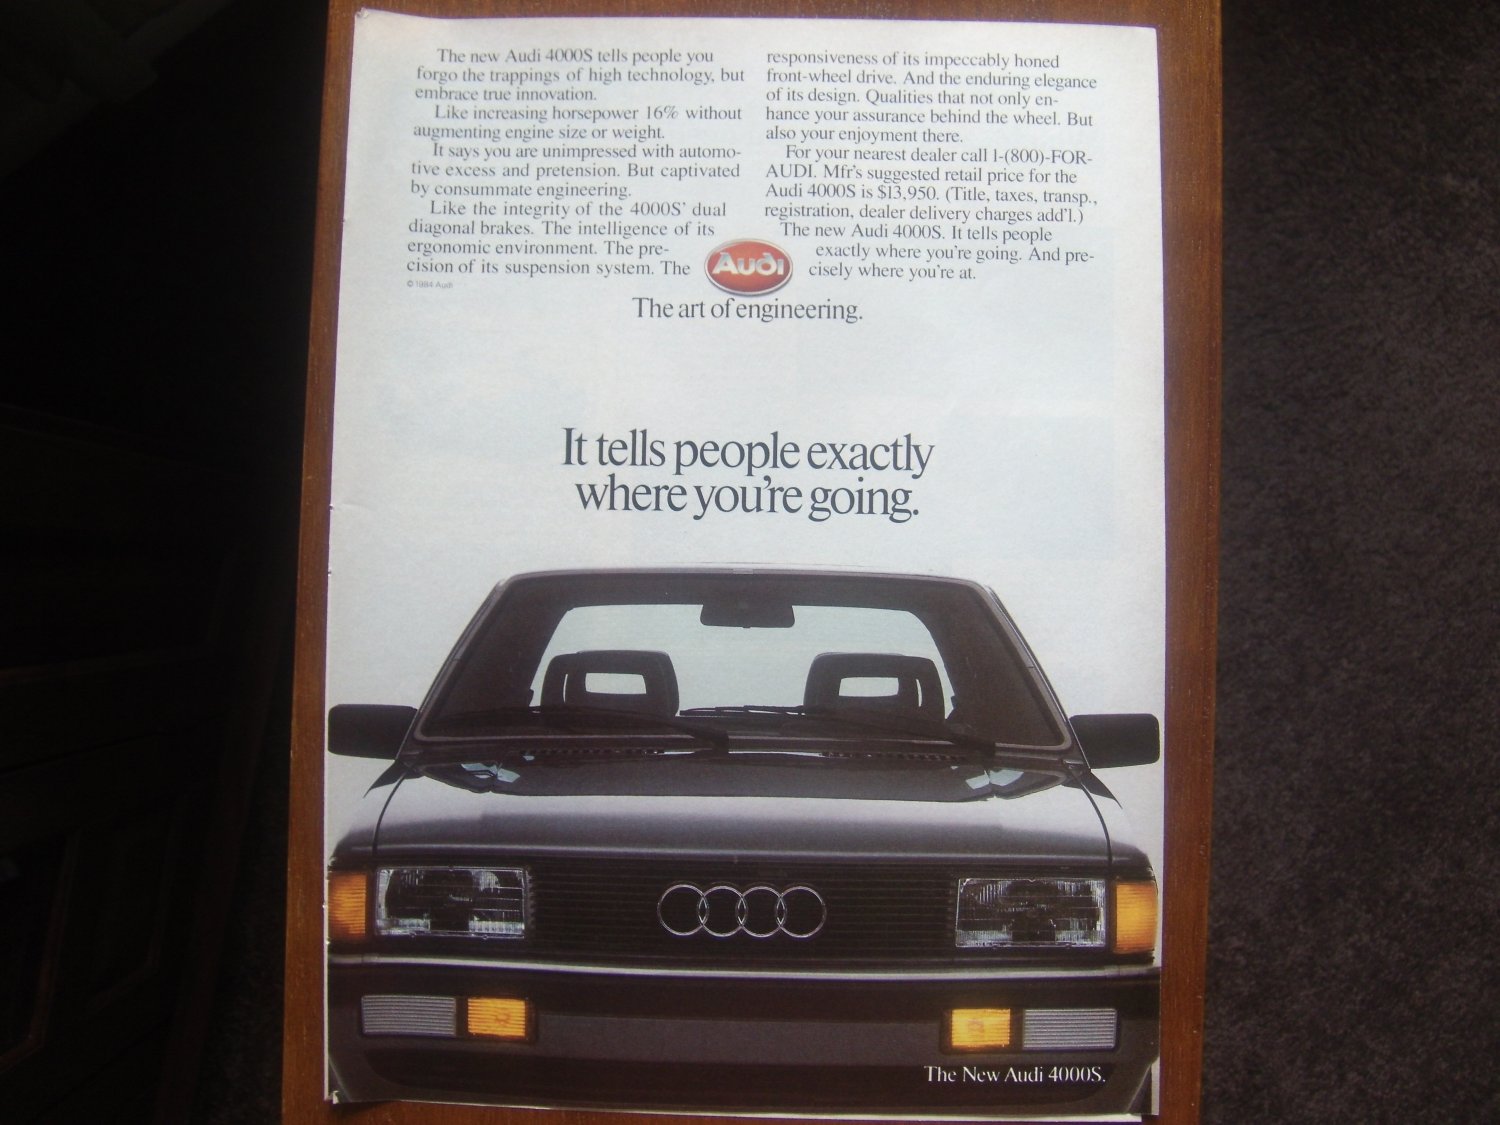 The new Audi 4000S tells people you
forgo the trappings of high technology, but
embrace true innovation.
Like increasing horsepower 16% without
augmenting engine size or weight.
It says you are unimpressed with automo-
tive excess and pretension. But captivated
by consummate engineering.
Like the integrity of the 4000S' dual
diagonal brakes. The intelligence of its
ergonomic environment. The pre-
cision of its suspension system. The
© 1984 Audi
responsiveness of its impeccably honed
front-wheel drive. And the enduring elegance
of its design. Qualities that not only en-
hance your assurance behind the wheel. But
also your enjoyment there.
For your nearest dealer call 1-(800)-FOR-
AUDI. Mfr's suggested retail price for the
Audi 4000S is $13,950. (Title, taxes, transp.,
registration, dealer delivery charges add'l.)
The new Audi 4000S. It tells people
exactly where you're going. And pre-
cisely where you're at.
Audi
The art of engineering.
It tells people exactly
where you're going.
The New Audi 4000S.